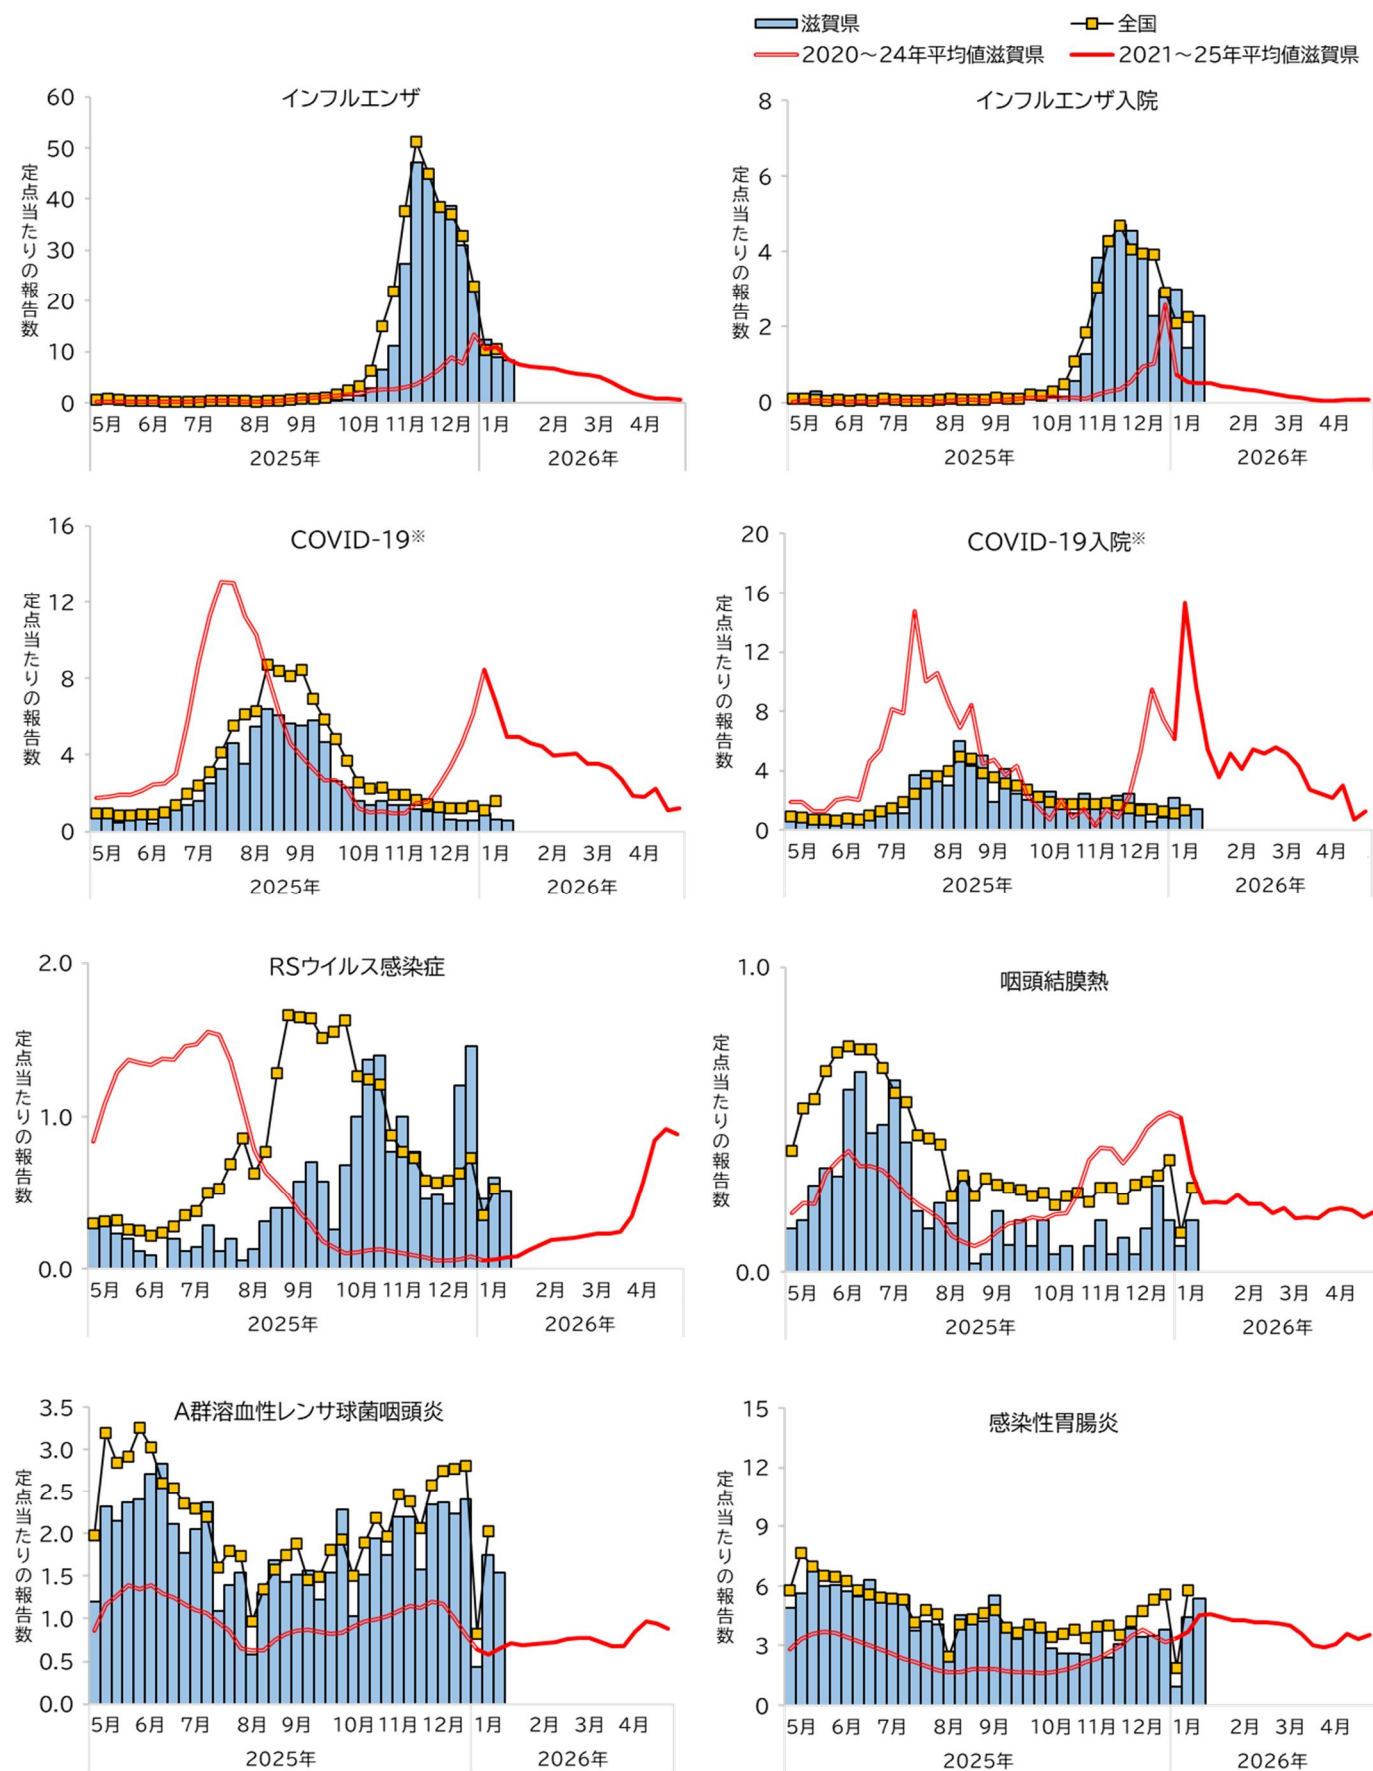 滋賀県 全国
2020～24年平均値滋賀県 2021～25年平均値滋賀県
インフルエンザ
定点当たりの報告数
60
50
40
30
20
10
0
5月 6月 7月 8月 9月 10月 11月 12月 1月 2月 3月 4月
2025年 2026年
インフルエンザ入院
定点当たりの報告数
8
6
4
2
0
5月 6月 7月 8月 9月 10月 11月 12月 1月 2月 3月 4月
2025年 2026年
COVID-19※
定点当たりの報告数
16
12
8
4
0
5月 6月 7月 8月 9月 10月 11月 12月 1月 2月 3月 4月
2025年 2026年
COVID-19入院※
定点当たりの報告数
20
16
12
8
4
0
5月 6月 7月 8月 9月 10月 11月 12月 1月 2月 3月 4月
2025年 2026年
RSウイルス感染症
定点当たりの報告数
2.0
1.0
0.0
5月 6月 7月 8月 9月 10月 11月 12月 1月 2月 3月 4月
2025年 2026年
咽頭結膜熱
定点当たりの報告数
1.0
0.0
5月 6月 7月 8月 9月 10月 11月 12月 1月 2月 3月 4月
2025年 2026年
A群溶血性レンサ球菌咽頭炎
定点当たりの報告数
3.5
3.0
2.5
2.0
1.5
1.0
0.5
0.0
5月 6月 7月 8月 9月 10月 11月 12月 1月 2月 3月 4月
2025年 2026年
感染性胃腸炎
定点当たりの報告数
15
12
9
6
3
0
5月 6月 7月 8月 9月 10月 11月 12月 1月 2月 3月 4月
2025年 2026年